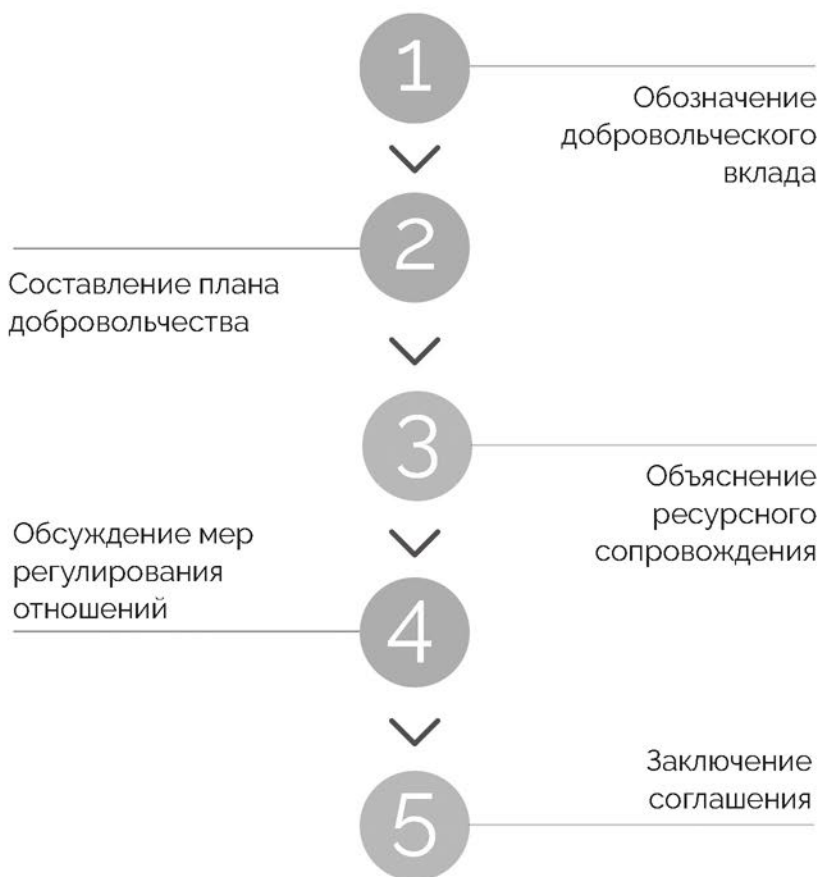 1
Обозначение
добровольческого
вклада
2
Составление плана
добровольчества
3
Объяснение
ресурсного
сопровождения
Обсуждение мер
регулирования
отношений
4
5
Заключение
соглашения